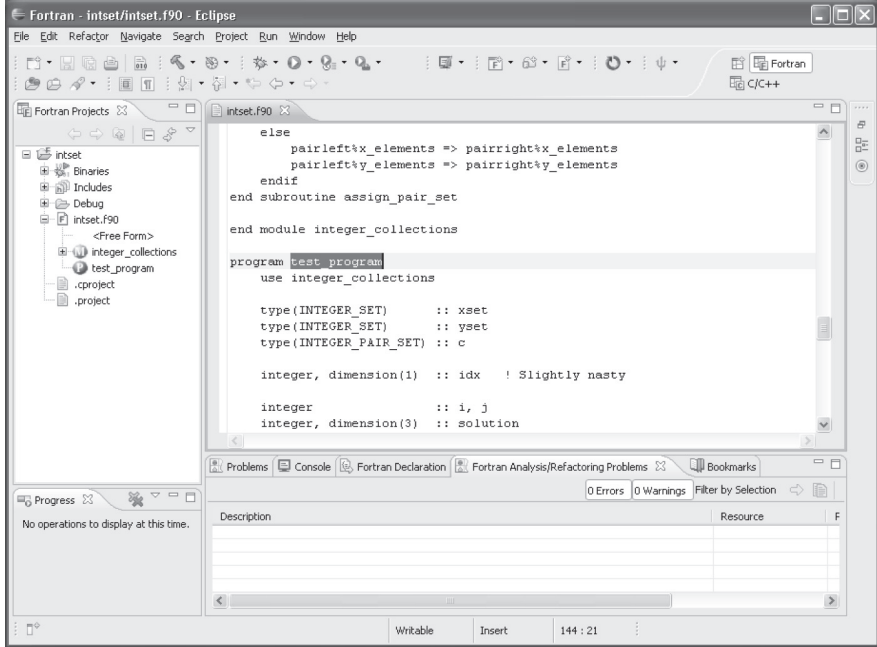 Fortran - intset/intset.f90 - Eclipse
File Edit Refactor Navigate Search Project Run Window Help
Fortran
C/C++
Fortran Projects
intset
Binaries
Includes
Debug
intset.f90
<Free Form>
integer_collections
test_program
.cproject
.project
intset.f90
else
pairleft%x_elements => pairright%x_elements
pairleft%y_elements => pairright%y_elements
endif
end subroutine assign_pair_set
end module integer_collections
program test_program
use integer_collections
type(INTEGER_SET) :: xset
type(INTEGER_SET) :: yset
type(INTEGER_PAIR_SET) :: c
integer, dimension(1) :: idx ! Slightly nasty
integer :: i, j
integer, dimension(3) :: solution
Progress
No operations to display at this time.
Problems Console Fortran Declaration Fortran Analysis/Refactoring Problems Bookmarks
0 Errors 0 Warnings Filter by Selection
Description Resource F
Writable Insert 144 : 21